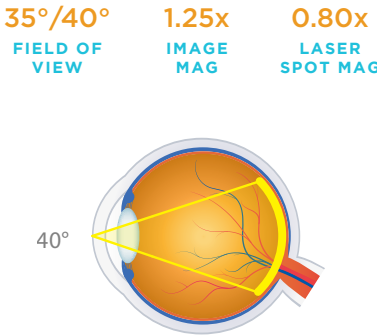 35°/40° 1.25x 0.80x
FIELD OF IMAGE LASER
VIEW MAG SPOT MAG
40°